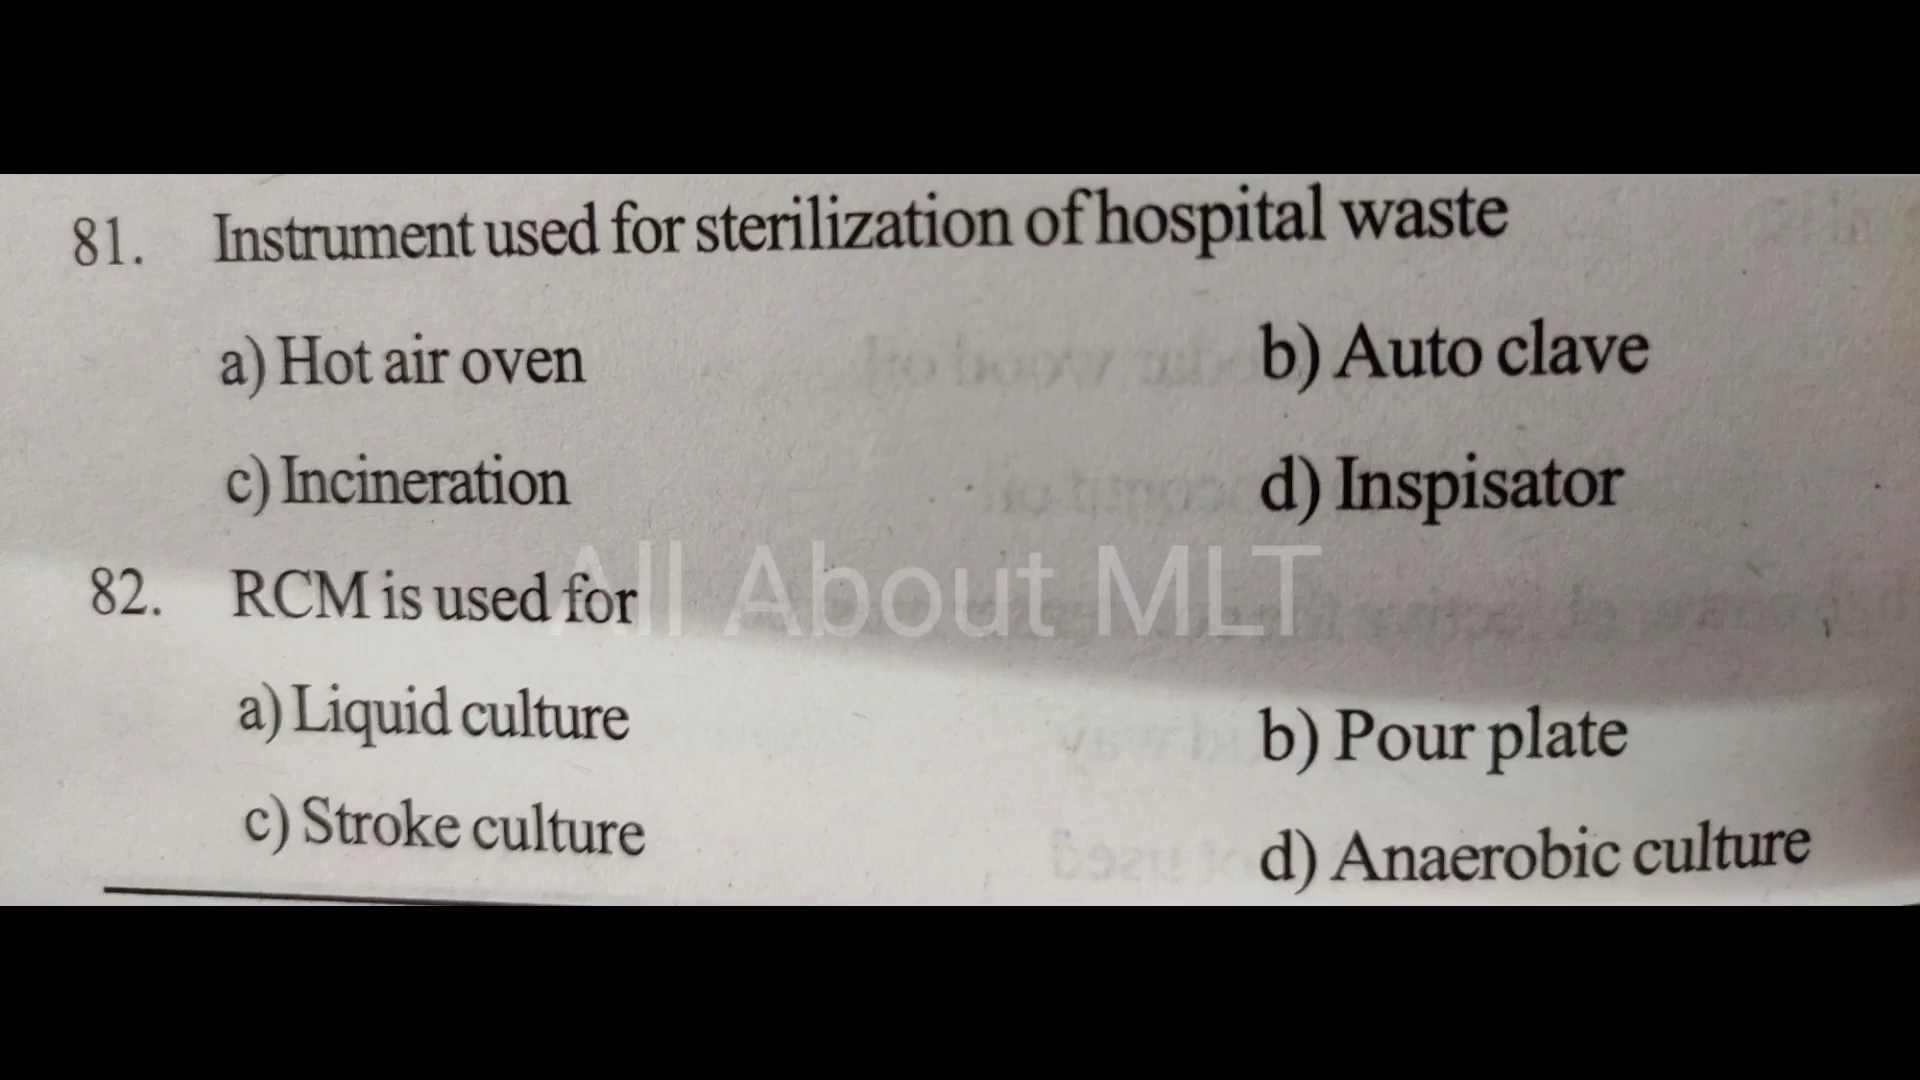 81. Instrument used for sterilization of hospital waste
a) Hot air oven b) Auto clave
c) Incineration d) Inspisator
82. RCM is used for
All About MLT
a) Liquid culture b) Pour plate
c) Stroke culture d) Anaerobic culture